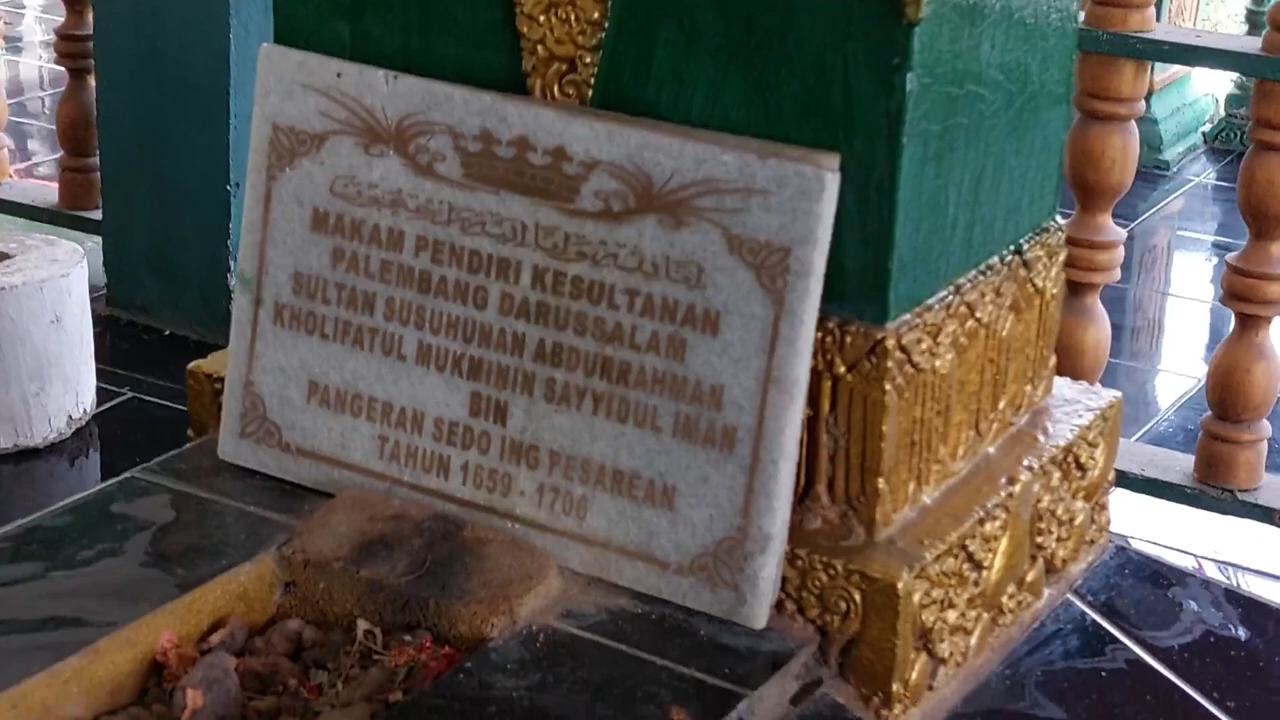 MAKAM PENDIRI KESULTANAN
PALEMBANG DARUSSALAM
SULTAN SUSUHUNAN ABDURRAHMAN
KHOLIFATUL MUKMININ SAYYIDUL IMAN
BIN
PANGERAN SEDO ING PESAREAN
TAHUN 1659 - 1706